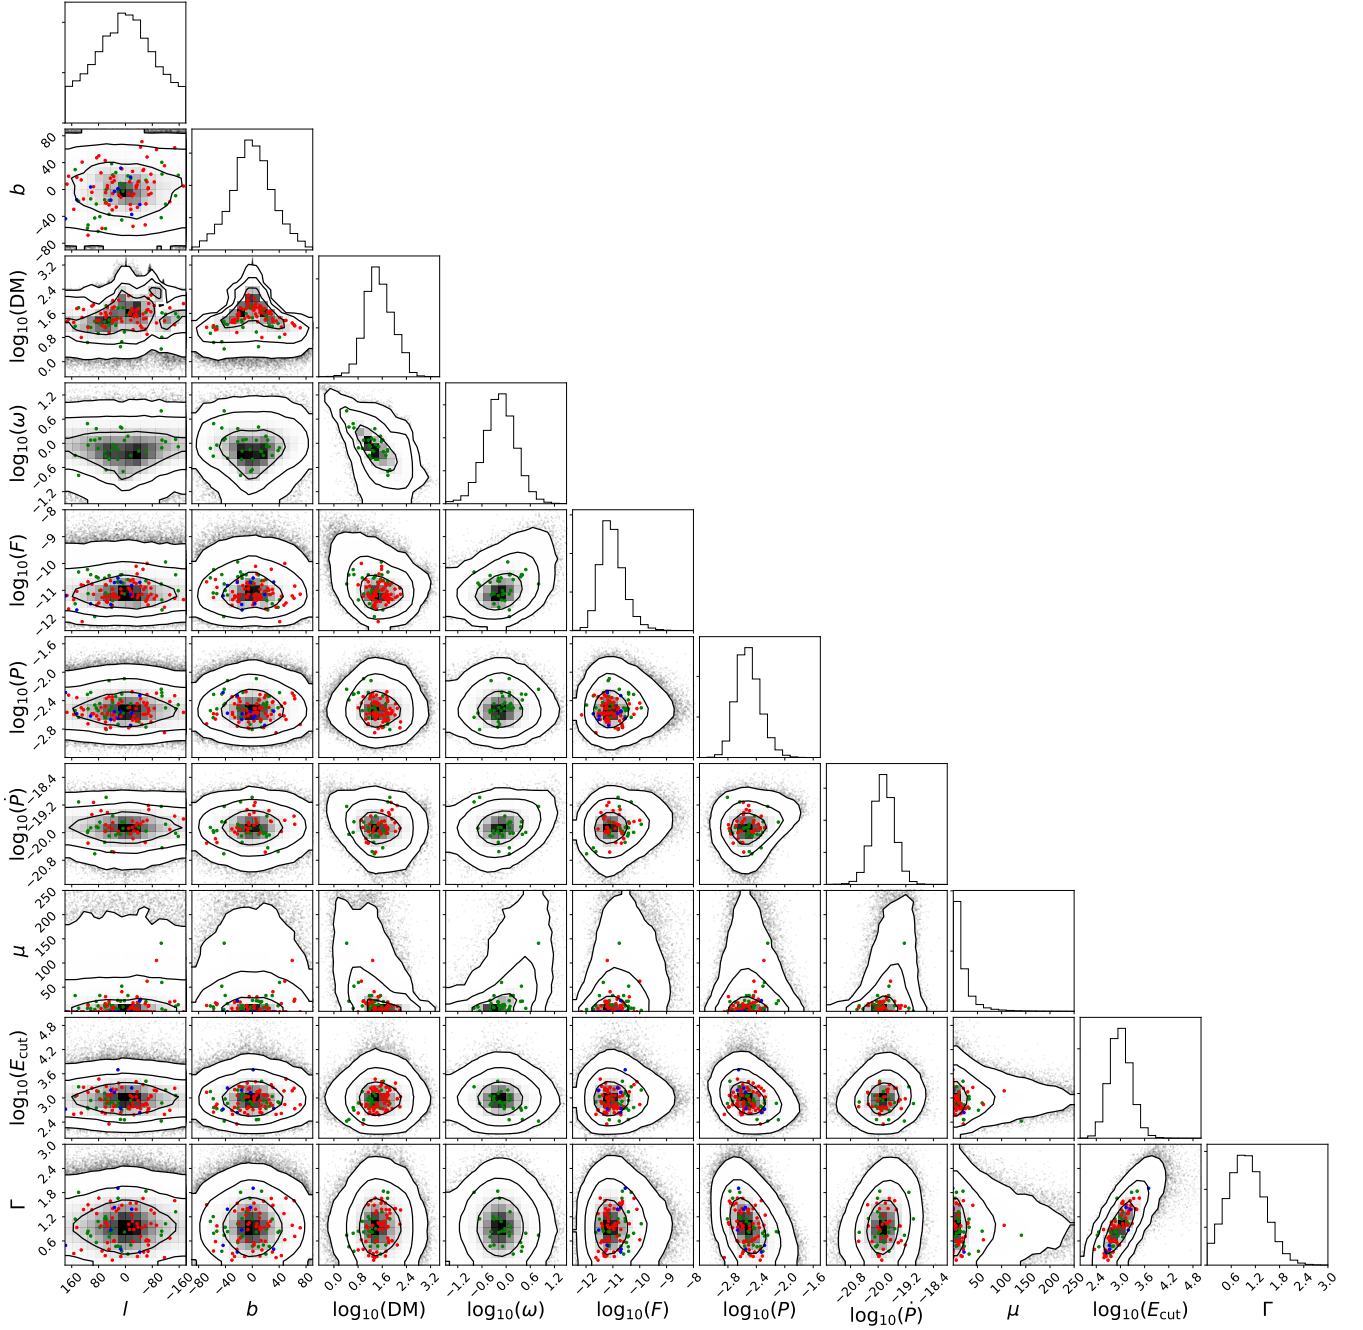 80
40
0
−40
−80
b
3.2
2.4
1.6
0.8
0.0
log₁₀(DM)
1.2
0.6
0.0
−0.6
−1.2
log₁₀(ω)
−8
−9
−10
−11
−12
log₁₀(F)
−1.6
−2.0
−2.4
−2.8
log₁₀(P)
−18.4
−19.2
−20.0
−20.8
log₁₀(Ṗ)
250
200
150
100
50
μ
4.8
4.2
3.6
3.0
2.4
log₁₀(E_cut)
3.0
2.4
1.8
1.2
0.6
Γ
160 80 0 −80 −160
−80 −40 0 40 80
0.0 0.8 1.6 2.4 3.2
−1.2 −0.6 0.0 0.6 1.2
−12 −11 −10 −9 −8
−2.8 −2.4 −2.0 −1.6
−20.8 −20.0 −19.2 −18.4
50 100 150 200 250
2.4 3.0 3.6 4.2 4.8
0.6 1.2 1.8 2.4 3.0
l b log₁₀(DM) log₁₀(ω) log₁₀(F) log₁₀(P) log₁₀(Ṗ) μ log₁₀(E_cut) Γ